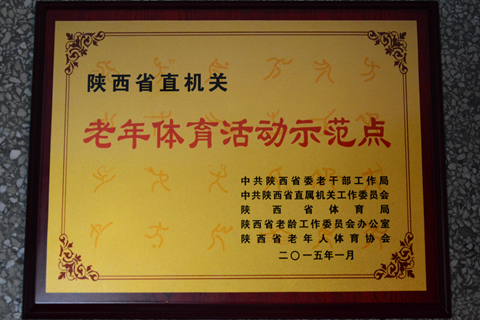 陕西省直机关
老年体育活动示范点
中共陕西省委老干部工作局
中共陕西省直属机关工作委员会
陕西省体育局
陕西省老龄工作委员会办公室
陕西省老年人体育协会
二〇一五年一月